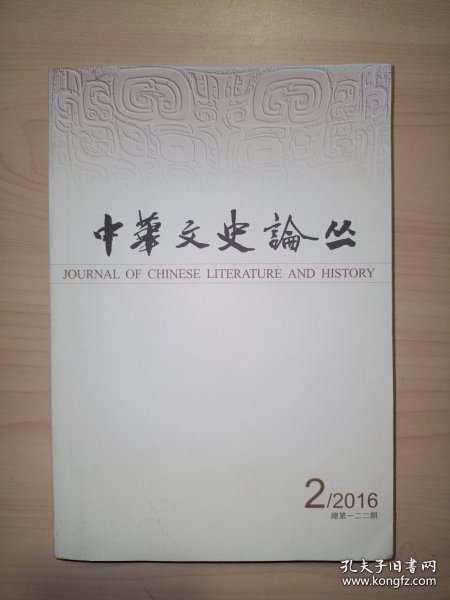 中華文史論丛
JOURNAL OF CHINESE LITERATURE AND HISTORY
2/2016
總第一二二期
孔夫子旧书网
www.kongfz.com